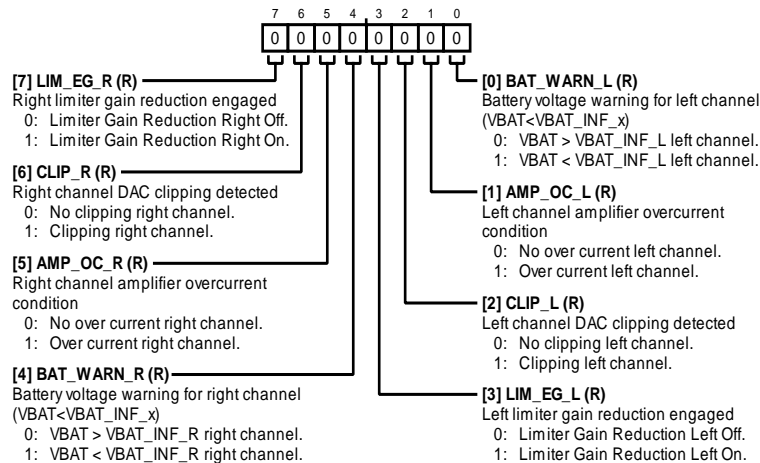 7 6 5 4 3 2 1 0
0 0 0 0 0 0 0 0
[7] LIM_EG_R (R)
Right limiter gain reduction engaged
0: Limiter Gain Reduction Right Off.
1: Limiter Gain Reduction Right On.
[6] CLIP_R (R)
Right channel DAC clipping detected
0: No clipping right channel.
1: Clipping right channel.
[5] AMP_OC_R (R)
Right channel amplifier overcurrent
condition
0: No over current right channel.
1: Over current right channel.
[4] BAT_WARN_R (R)
Battery voltage warning for right channel
(VBAT<VBAT_INF_x)
0: VBAT > VBAT_INF_R right channel.
1: VBAT < VBAT_INF_R right channel.
[0] BAT_WARN_L (R)
Battery voltage warning for left channel
(VBAT<VBAT_INF_x)
0: VBAT > VBAT_INF_L left channel.
1: VBAT < VBAT_INF_L left channel.
[1] AMP_OC_L (R)
Left channel amplifier overcurrent
condition
0: No over current left channel.
1: Over current left channel.
[2] CLIP_L (R)
Left channel DAC clipping detected
0: No clipping left channel.
1: Clipping left channel.
[3] LIM_EG_L (R)
Left limiter gain reduction engaged
0: Limiter Gain Reduction Left Off.
1: Limiter Gain Reduction Left On.